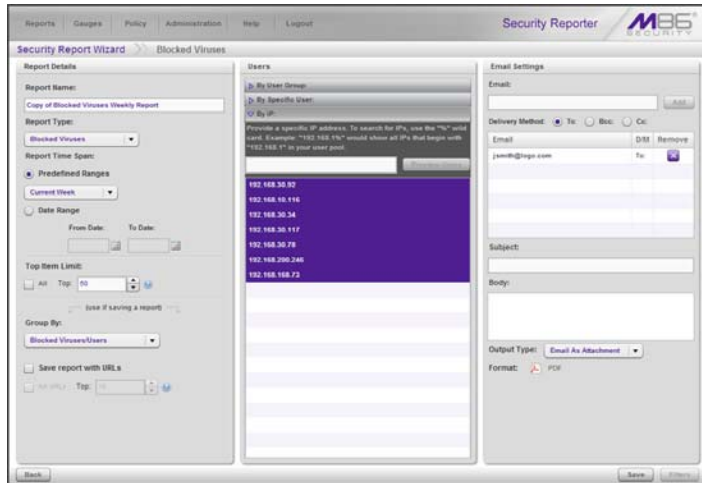 Reports Gauges Policy Administration Help Logout
Security Reporter
M86 SECURITY
Security Report Wizard Blocked Viruses
Report Details
Report Name:
Copy of Blocked Viruses Weekly Report
Report Type:
Blocked Viruses
Report Time Span:
Predefined Ranges
Current Week
Date Range
From Date: To Date:
Top Item Limit:
All Top: 50
(use if saving a report)
Group By:
Blocked Viruses/Users
Save report with URLs
All URLs Top:
Users
By User Group:
By Specific User:
By IP:
Provide a specific IP address. To search for IPs, use the "%" wild
card. Example: "192.168.1%" would show all IPs that begin with
"192.168.1" in your user pool.
Preview Users
192.168.30.92
192.168.10.116
192.168.30.34
192.168.30.117
192.168.30.78
192.168.200.246
192.168.168.73
Email Settings
Email:
Add
Delivery Method: To: Bcc: Cc:
Email D/M Remove
jsmith@logo.com To:
Subject:
Body:
Output Type: Email As Attachment
Format: PDF
Back
Save Filters